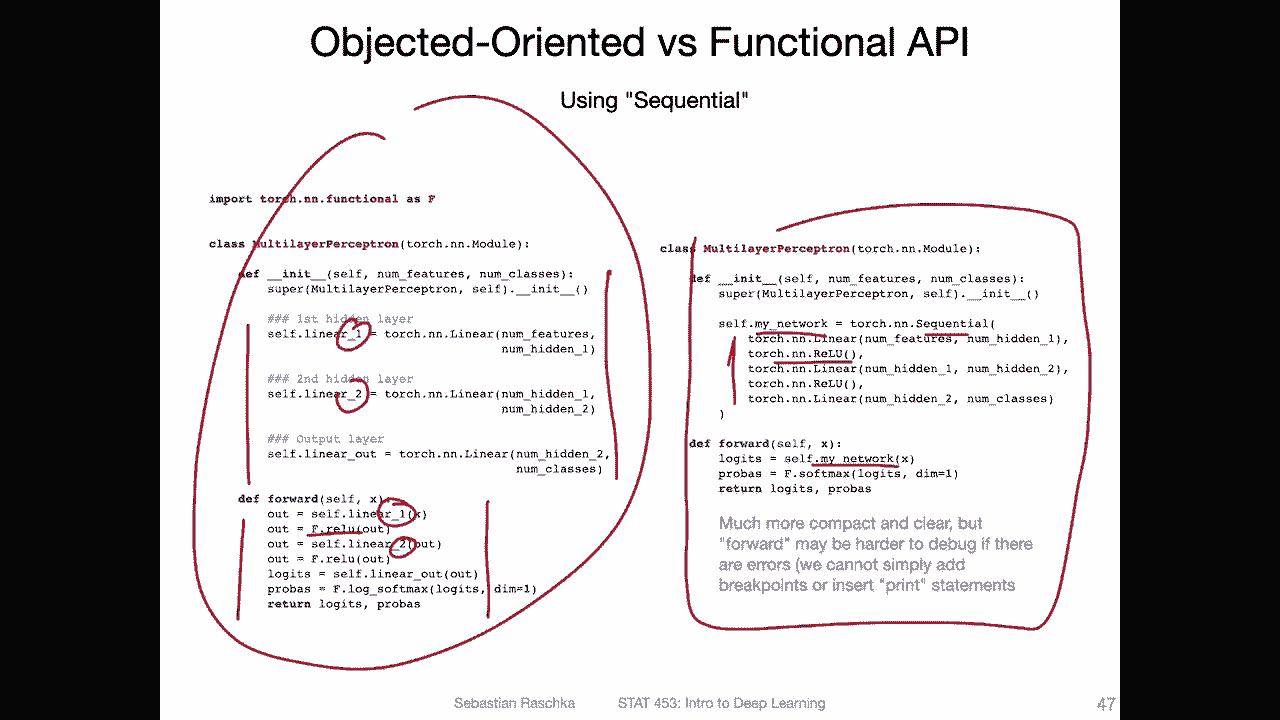 Objected-Oriented vs Functional API
Using "Sequential"
import torch.nn.functional as F
class MultilayerPerceptron(torch.nn.Module):
def __init__(self, num_features, num_classes):
super(MultilayerPerceptron, self).__init__()
### 1st hidden layer
self.linear_1 = torch.nn.Linear(num_features,
num_hidden_1)
### 2nd hidden layer
self.linear_2 = torch.nn.Linear(num_hidden_1,
num_hidden_2)
### Output layer
self.linear_out = torch.nn.Linear(num_hidden_2,
num_classes)
def forward(self, x):
out = self.linear_1(x)
out = F.relu(out)
out = self.linear_2(out)
out = F.relu(out)
logits = self.linear_out(out)
probas = F.log_softmax(logits, dim=1)
return logits, probas
class MultilayerPerceptron(torch.nn.Module):
def __init__(self, num_features, num_classes):
super(MultilayerPerceptron, self).__init__()
self.my_network = torch.nn.Sequential(
torch.nn.Linear(num_features, num_hidden_1),
torch.nn.ReLU(),
torch.nn.Linear(num_hidden_1, num_hidden_2),
torch.nn.ReLU(),
torch.nn.Linear(num_hidden_2, num_classes)
)
def forward(self, x):
logits = self.my_network(x)
probas = F.softmax(logits, dim=1)
return logits, probas
Much more compact and clear, but
"forward" may be harder to debug if there
are errors (we cannot simply add
breakpoints or insert "print" statements
Sebastian Raschka STAT 453: Intro to Deep Learning 47